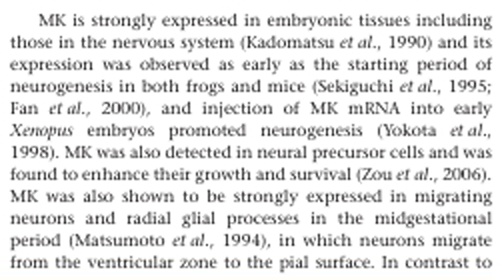 MK is strongly expressed in embryonic tissues including
those in the nervous system (Kadomatsu et al., 1990) and its
expression was observed as early as the starting period of
neurogenesis in both frogs and mice (Sekiguchi et al., 1995;
Fan et al., 2000), and injection of MK mRNA into early
Xenopus embryos promoted neurogenesis (Yokota et al.,
1998). MK was also detected in neural precursor cells and was
found to enhance their growth and survival (Zou et al., 2006).
MK was also shown to be strongly expressed in migrating
neurons and radial glial processes in the midgestational
period (Matsumoto et al., 1994), in which neurons migrate
from the ventricular zone to the pial surface. In contrast to